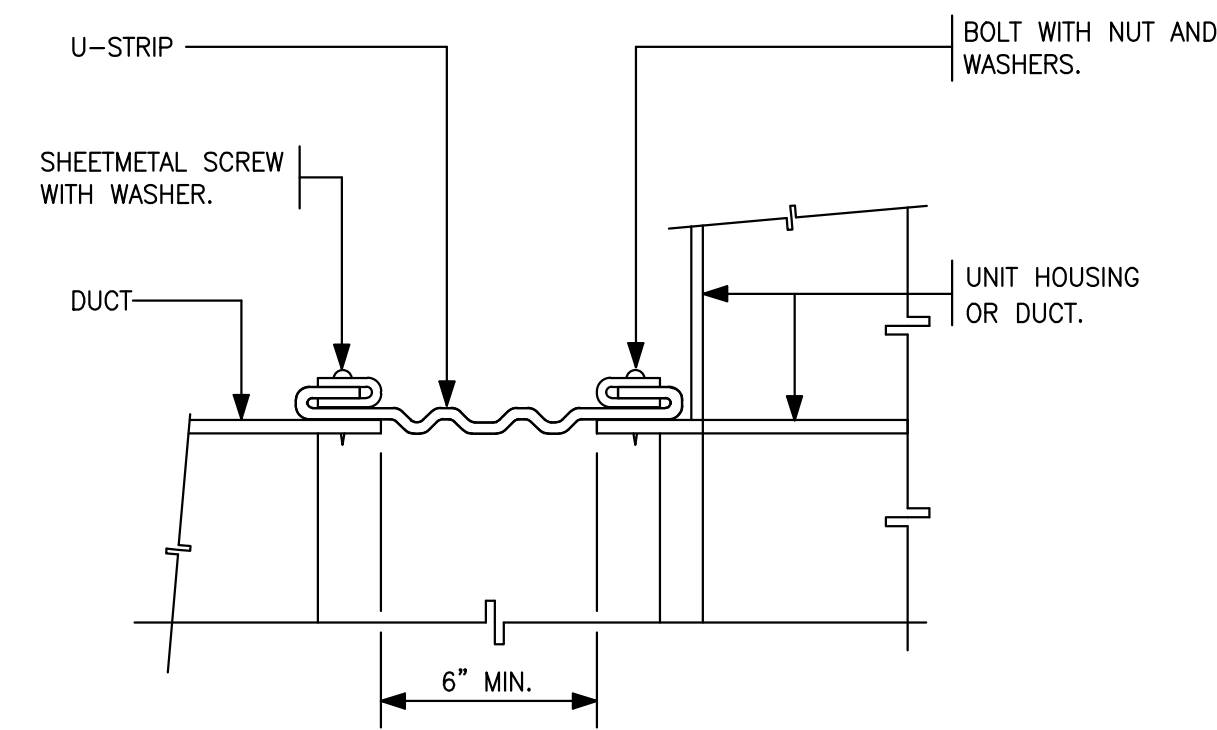 U-STRIP
BOLT WITH NUT AND
WASHERS.
SHEETMETAL SCREW
WITH WASHER.
DUCT
UNIT HOUSING
OR DUCT.
6" MIN.